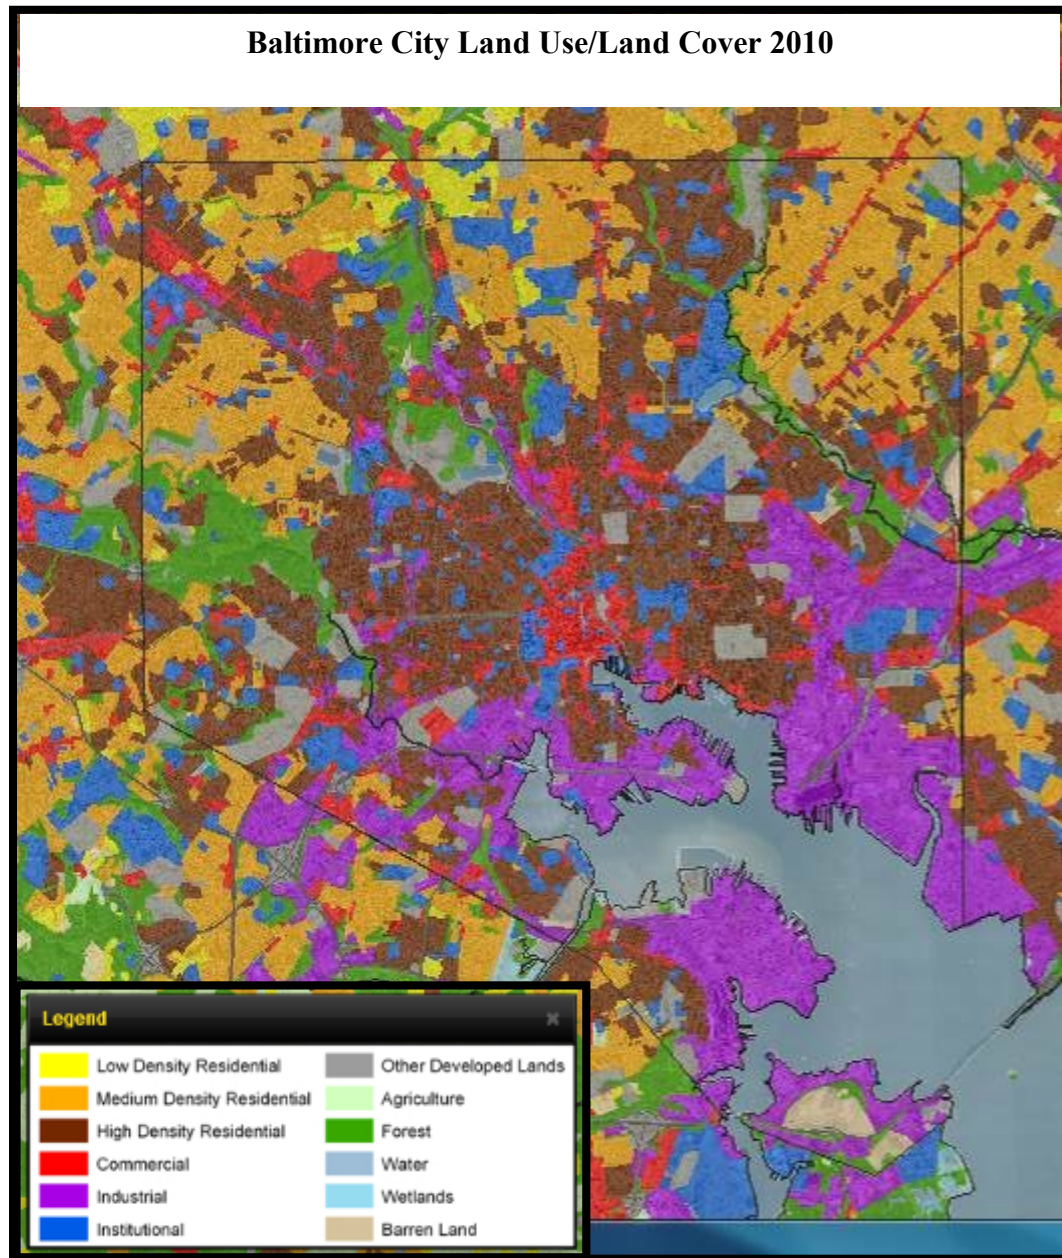 Baltimore City Land Use/Land Cover 2010
Legend
Low Density Residential
Medium Density Residential
High Density Residential
Commercial
Industrial
Institutional
Other Developed Lands
Agriculture
Forest
Water
Wetlands
Barren Land